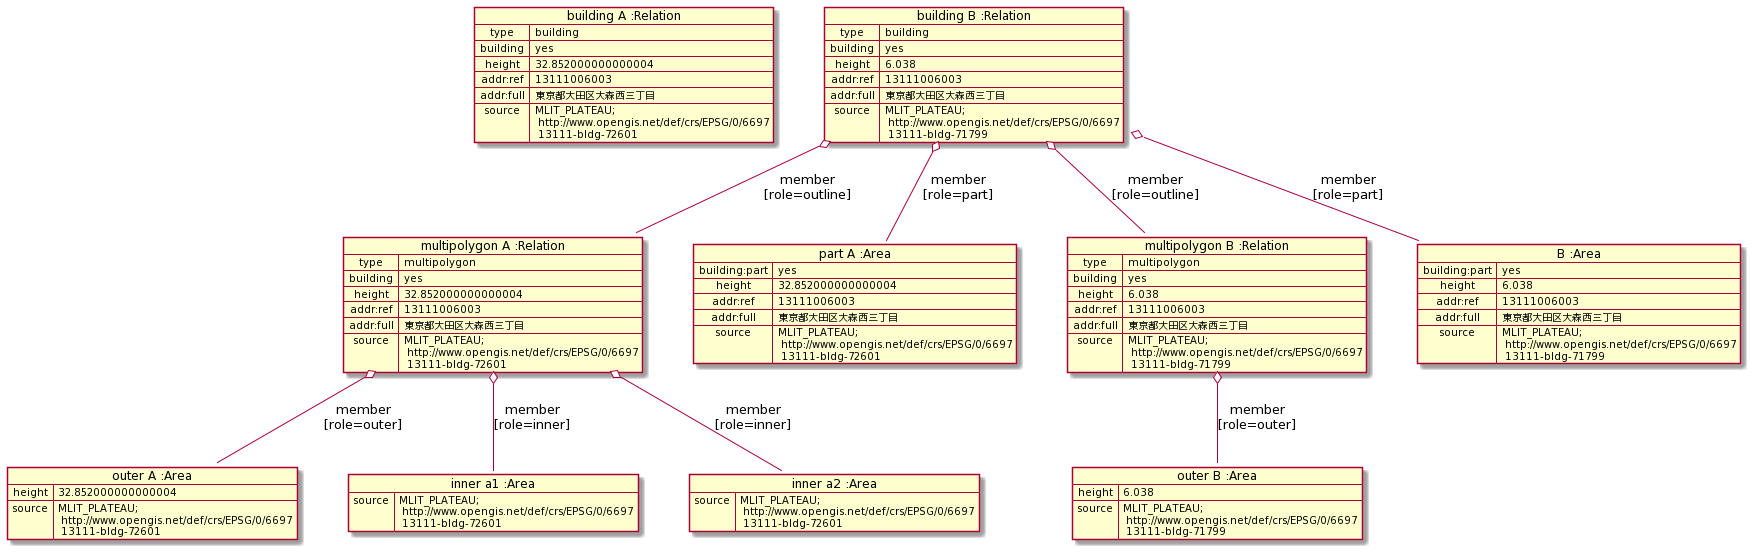 building A :Relation
type building
building yes
height 32.852000000000004
addr:ref 13111006003
addr:full 東京都大田区大森西三丁目
source MLIT_PLATEAU;
http://www.opengis.net/def/crs/EPSG/0/6697
13111-bldg-72601
building B :Relation
type building
building yes
height 6.038
addr:ref 13111006003
addr:full 東京都大田区大森西三丁目
source MLIT_PLATEAU;
http://www.opengis.net/def/crs/EPSG/0/6697
13111-bldg-71799
member
[role=outline]
member
[role=part]
member
[role=outline]
member
[role=part]
multipolygon A :Relation
type multipolygon
building yes
height 32.852000000000004
addr:ref 13111006003
addr:full 東京都大田区大森西三丁目
source MLIT_PLATEAU;
http://www.opengis.net/def/crs/EPSG/0/6697
13111-bldg-72601
part A :Area
building:part yes
height 32.852000000000004
addr:ref 13111006003
addr:full 東京都大田区大森西三丁目
source MLIT_PLATEAU;
http://www.opengis.net/def/crs/EPSG/0/6697
13111-bldg-72601
multipolygon B :Relation
type multipolygon
building yes
height 6.038
addr:ref 13111006003
addr:full 東京都大田区大森西三丁目
source MLIT_PLATEAU;
http://www.opengis.net/def/crs/EPSG/0/6697
13111-bldg-71799
B :Area
building:part yes
height 6.038
addr:ref 13111006003
addr:full 東京都大田区大森西三丁目
source MLIT_PLATEAU;
http://www.opengis.net/def/crs/EPSG/0/6697
13111-bldg-71799
member
[role=outer]
member
[role=inner]
member
[role=inner]
member
[role=outer]
outer A :Area
height 32.852000000000004
source MLIT_PLATEAU;
http://www.opengis.net/def/crs/EPSG/0/6697
13111-bldg-72601
inner a1 :Area
source MLIT_PLATEAU;
http://www.opengis.net/def/crs/EPSG/0/6697
13111-bldg-72601
inner a2 :Area
source MLIT_PLATEAU;
http://www.opengis.net/def/crs/EPSG/0/6697
13111-bldg-72601
outer B :Area
height 6.038
source MLIT_PLATEAU;
http://www.opengis.net/def/crs/EPSG/0/6697
13111-bldg-71799